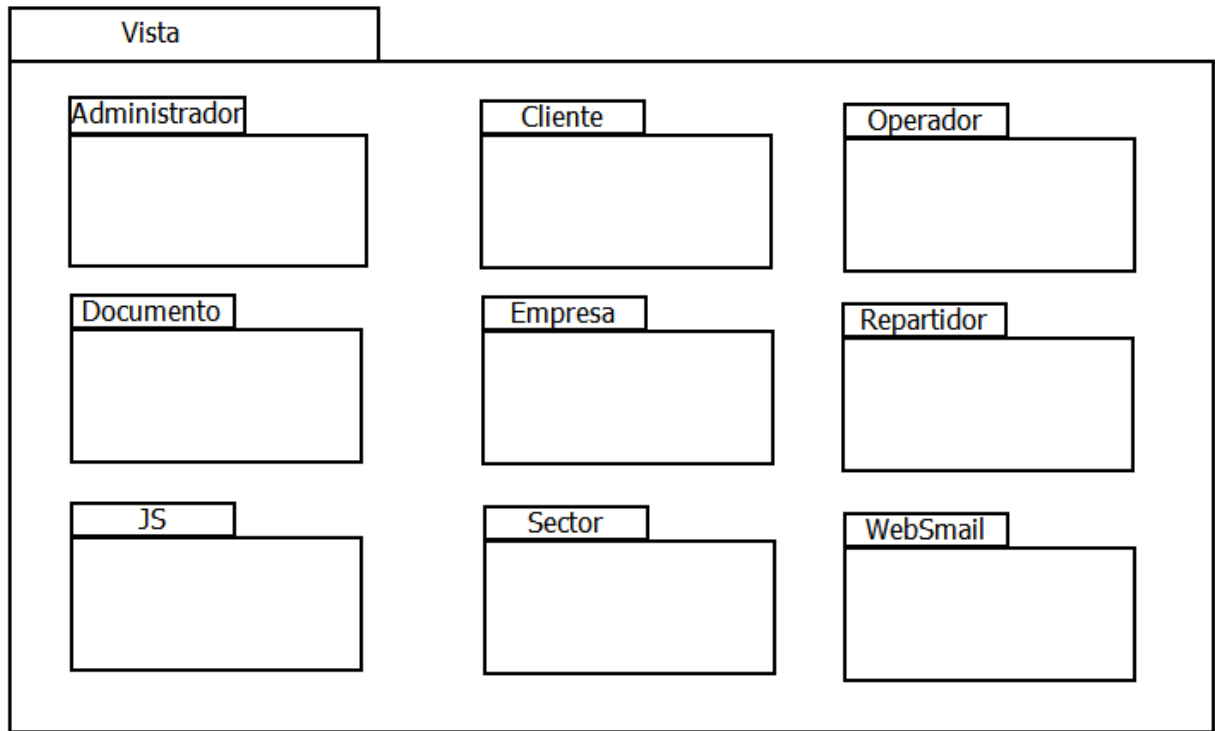 Vista
Administrador
Cliente
Operador
Documento
Empresa
Repartidor
JS
Sector
WebSmail